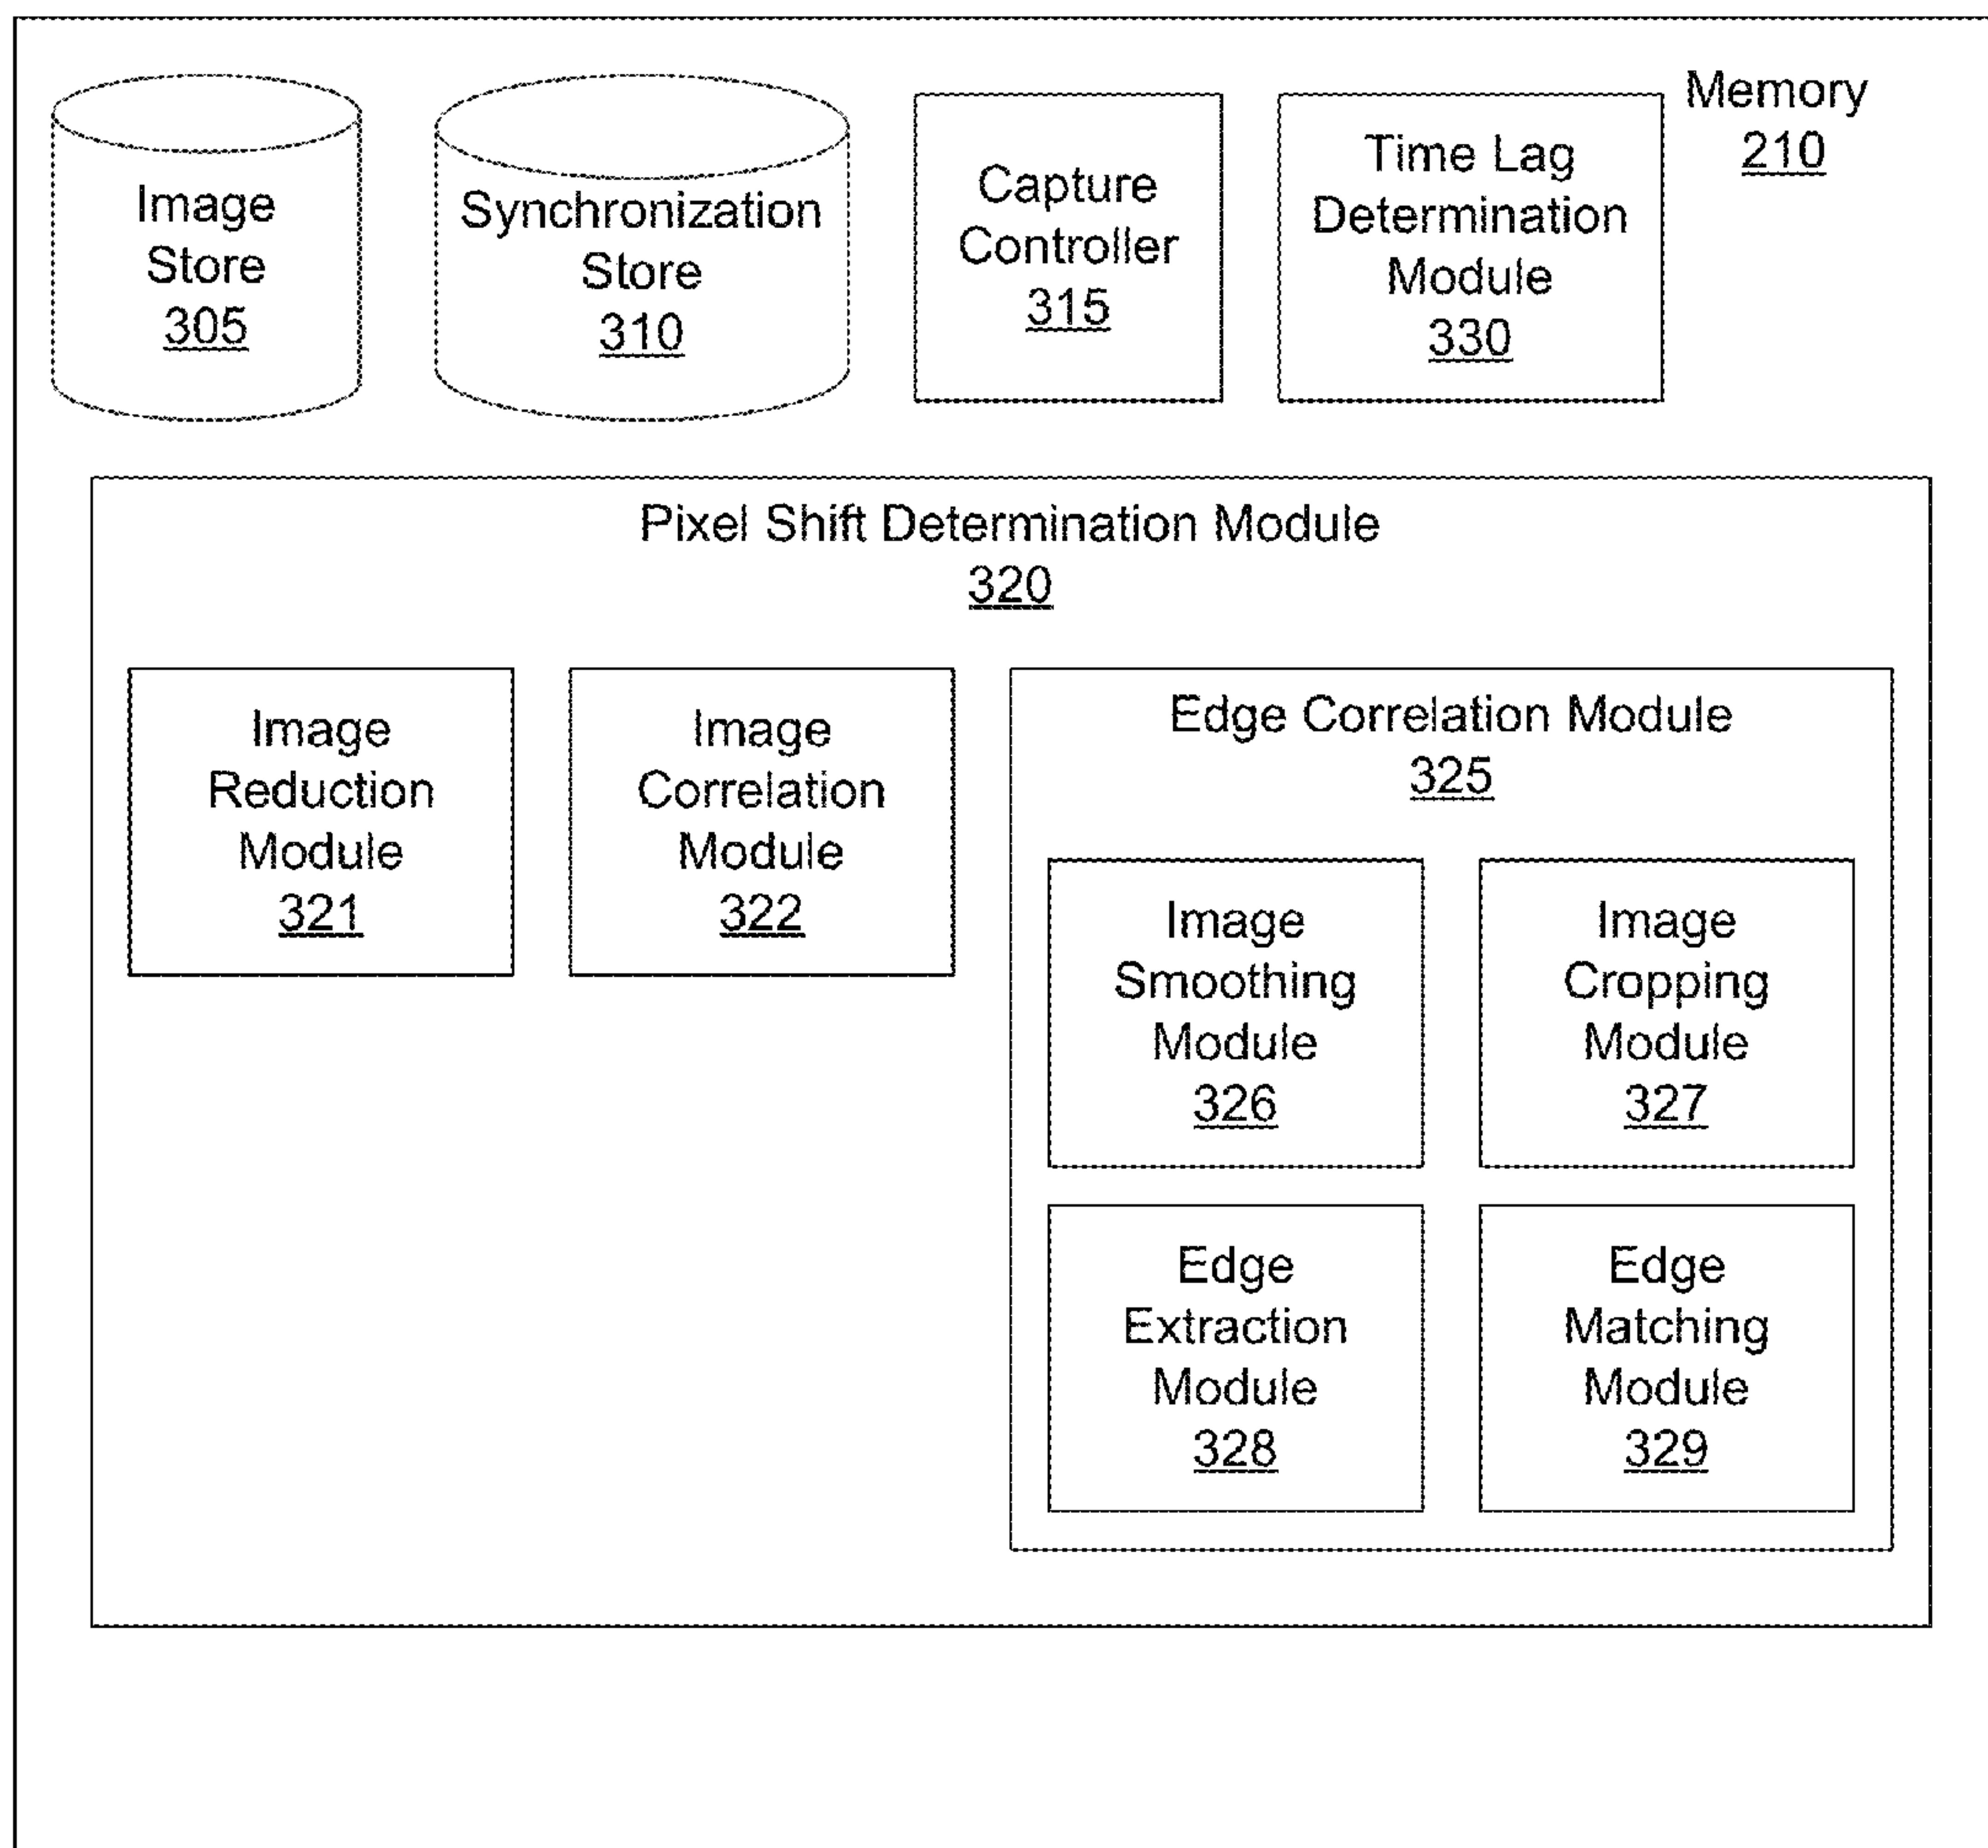 Memory
210
Image
Store
305
Synchronization
Store
310
Capture
Controller
315
Time Lag
Determination
Module
330
Pixel Shift Determination Module
320
Image
Reduction
Module
321
Image
Correlation
Module
322
Edge Correlation Module
325
Image
Smoothing
Module
326
Image
Cropping
Module
327
Edge
Extraction
Module
328
Edge
Matching
Module
329